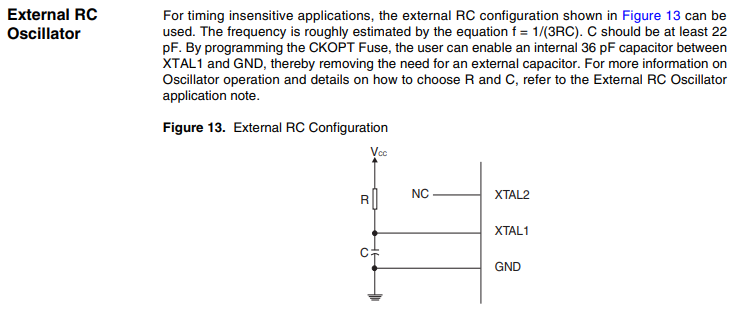 External RC
Oscillator
For timing insensitive applications, the external RC configuration shown in Figure 13 can be
used. The frequency is roughly estimated by the equation f = 1/(3RC). C should be at least 22
pF. By programming the CKOPT Fuse, the user can enable an internal 36 pF capacitor between
XTAL1 and GND, thereby removing the need for an external capacitor. For more information on
Oscillator operation and details on how to choose R and C, refer to the External RC Oscillator
application note.
Figure 13. External RC Configuration
VCC
NC
XTAL2
R
XTAL1
C
GND